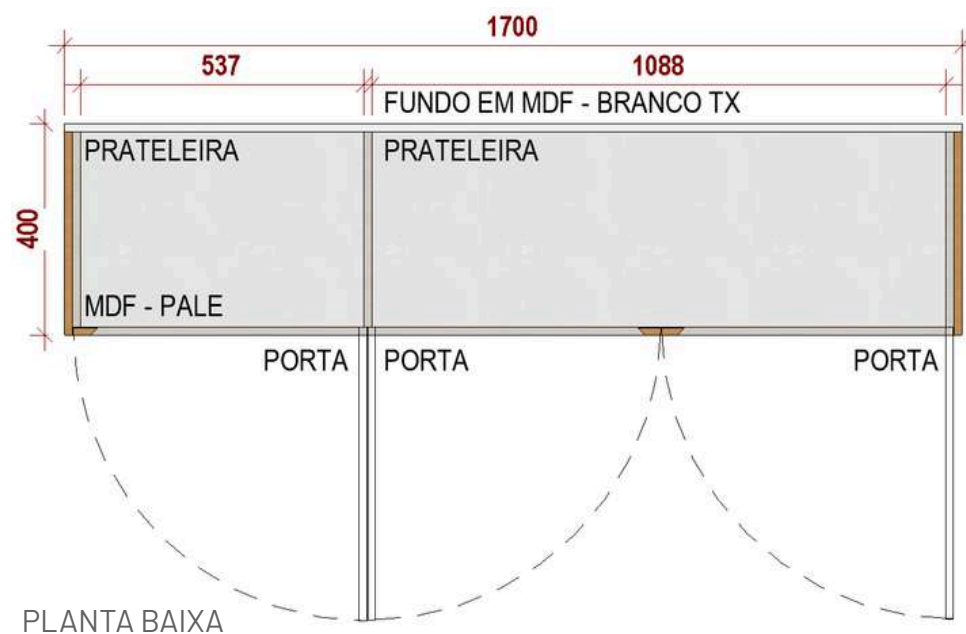 1700
537 1088
FUNDO EM MDF - BRANCO TX
PRATELEIRA PRATELEIRA
400
MDF - PALE
PORTA PORTA PORTA
PLANTA BAIXA